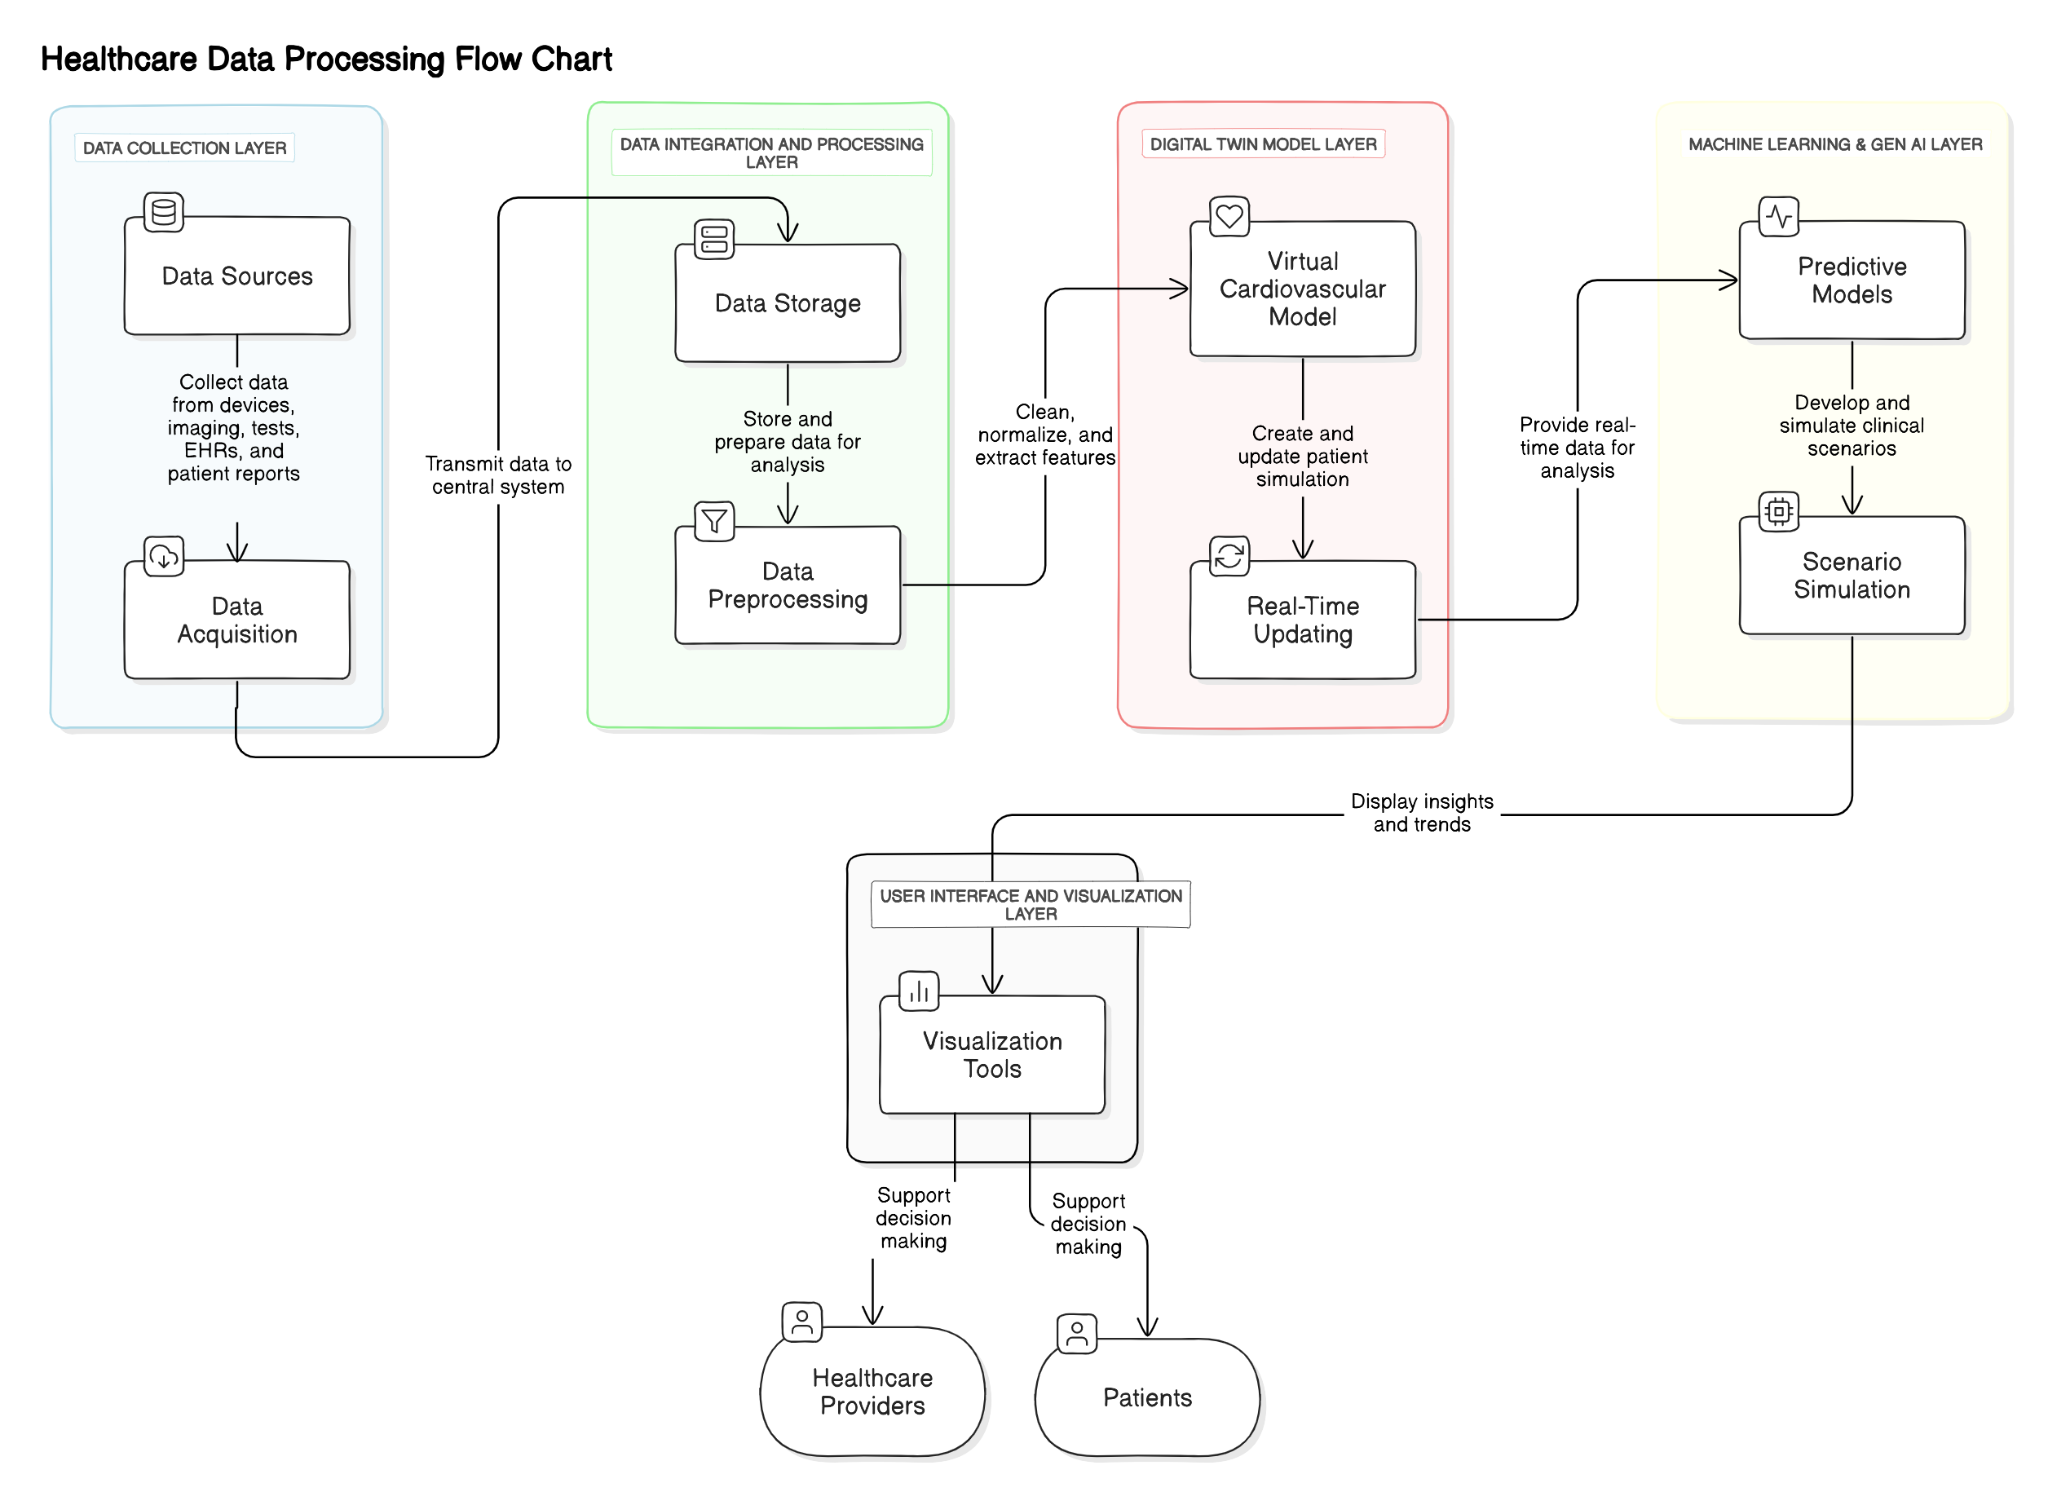 Healthcare Data Processing Flow Chart
DATA COLLECTION LAYER
Data Sources
Collect data
from devices,
imaging, tests,
EHRs, and
patient reports
Data
Acquisition
Transmit data to
central system
DATA INTEGRATION AND PROCESSING
LAYER
Data Storage
Store and
prepare data for
analysis
Data
Preprocessing
Clean,
normalize, and
extract features
DIGITAL TWIN MODEL LAYER
Virtual
Cardiovascular
Model
Create and
update patient
simulation
Real-Time
Updating
Provide real-
time data for
analysis
MACHINE LEARNING & GEN AI LAYER
Predictive
Models
Develop and
simulate clinical
scenarios
Scenario
Simulation
Display insights
and trends
USER INTERFACE AND VISUALIZATION
LAYER
Visualization
Tools
Support
decision
making
Support
decision
making
Healthcare
Providers
Patients